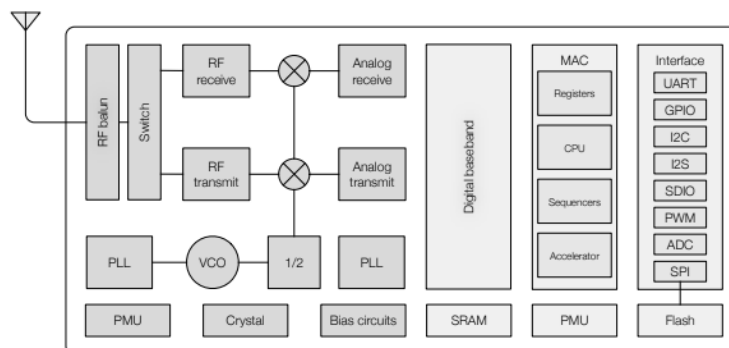 RF balun
Switch
RF
receive
Analog
receive
RF
transmit
Analog
transmit
PLL
VCO
1/2
PLL
PMU
Crystal
Bias circuits
Digital baseband
SRAM
MAC
Registers
CPU
Sequencers
Accelerator
PMU
Interface
UART
GPIO
I2C
I2S
SDIO
PWM
ADC
SPI
Flash